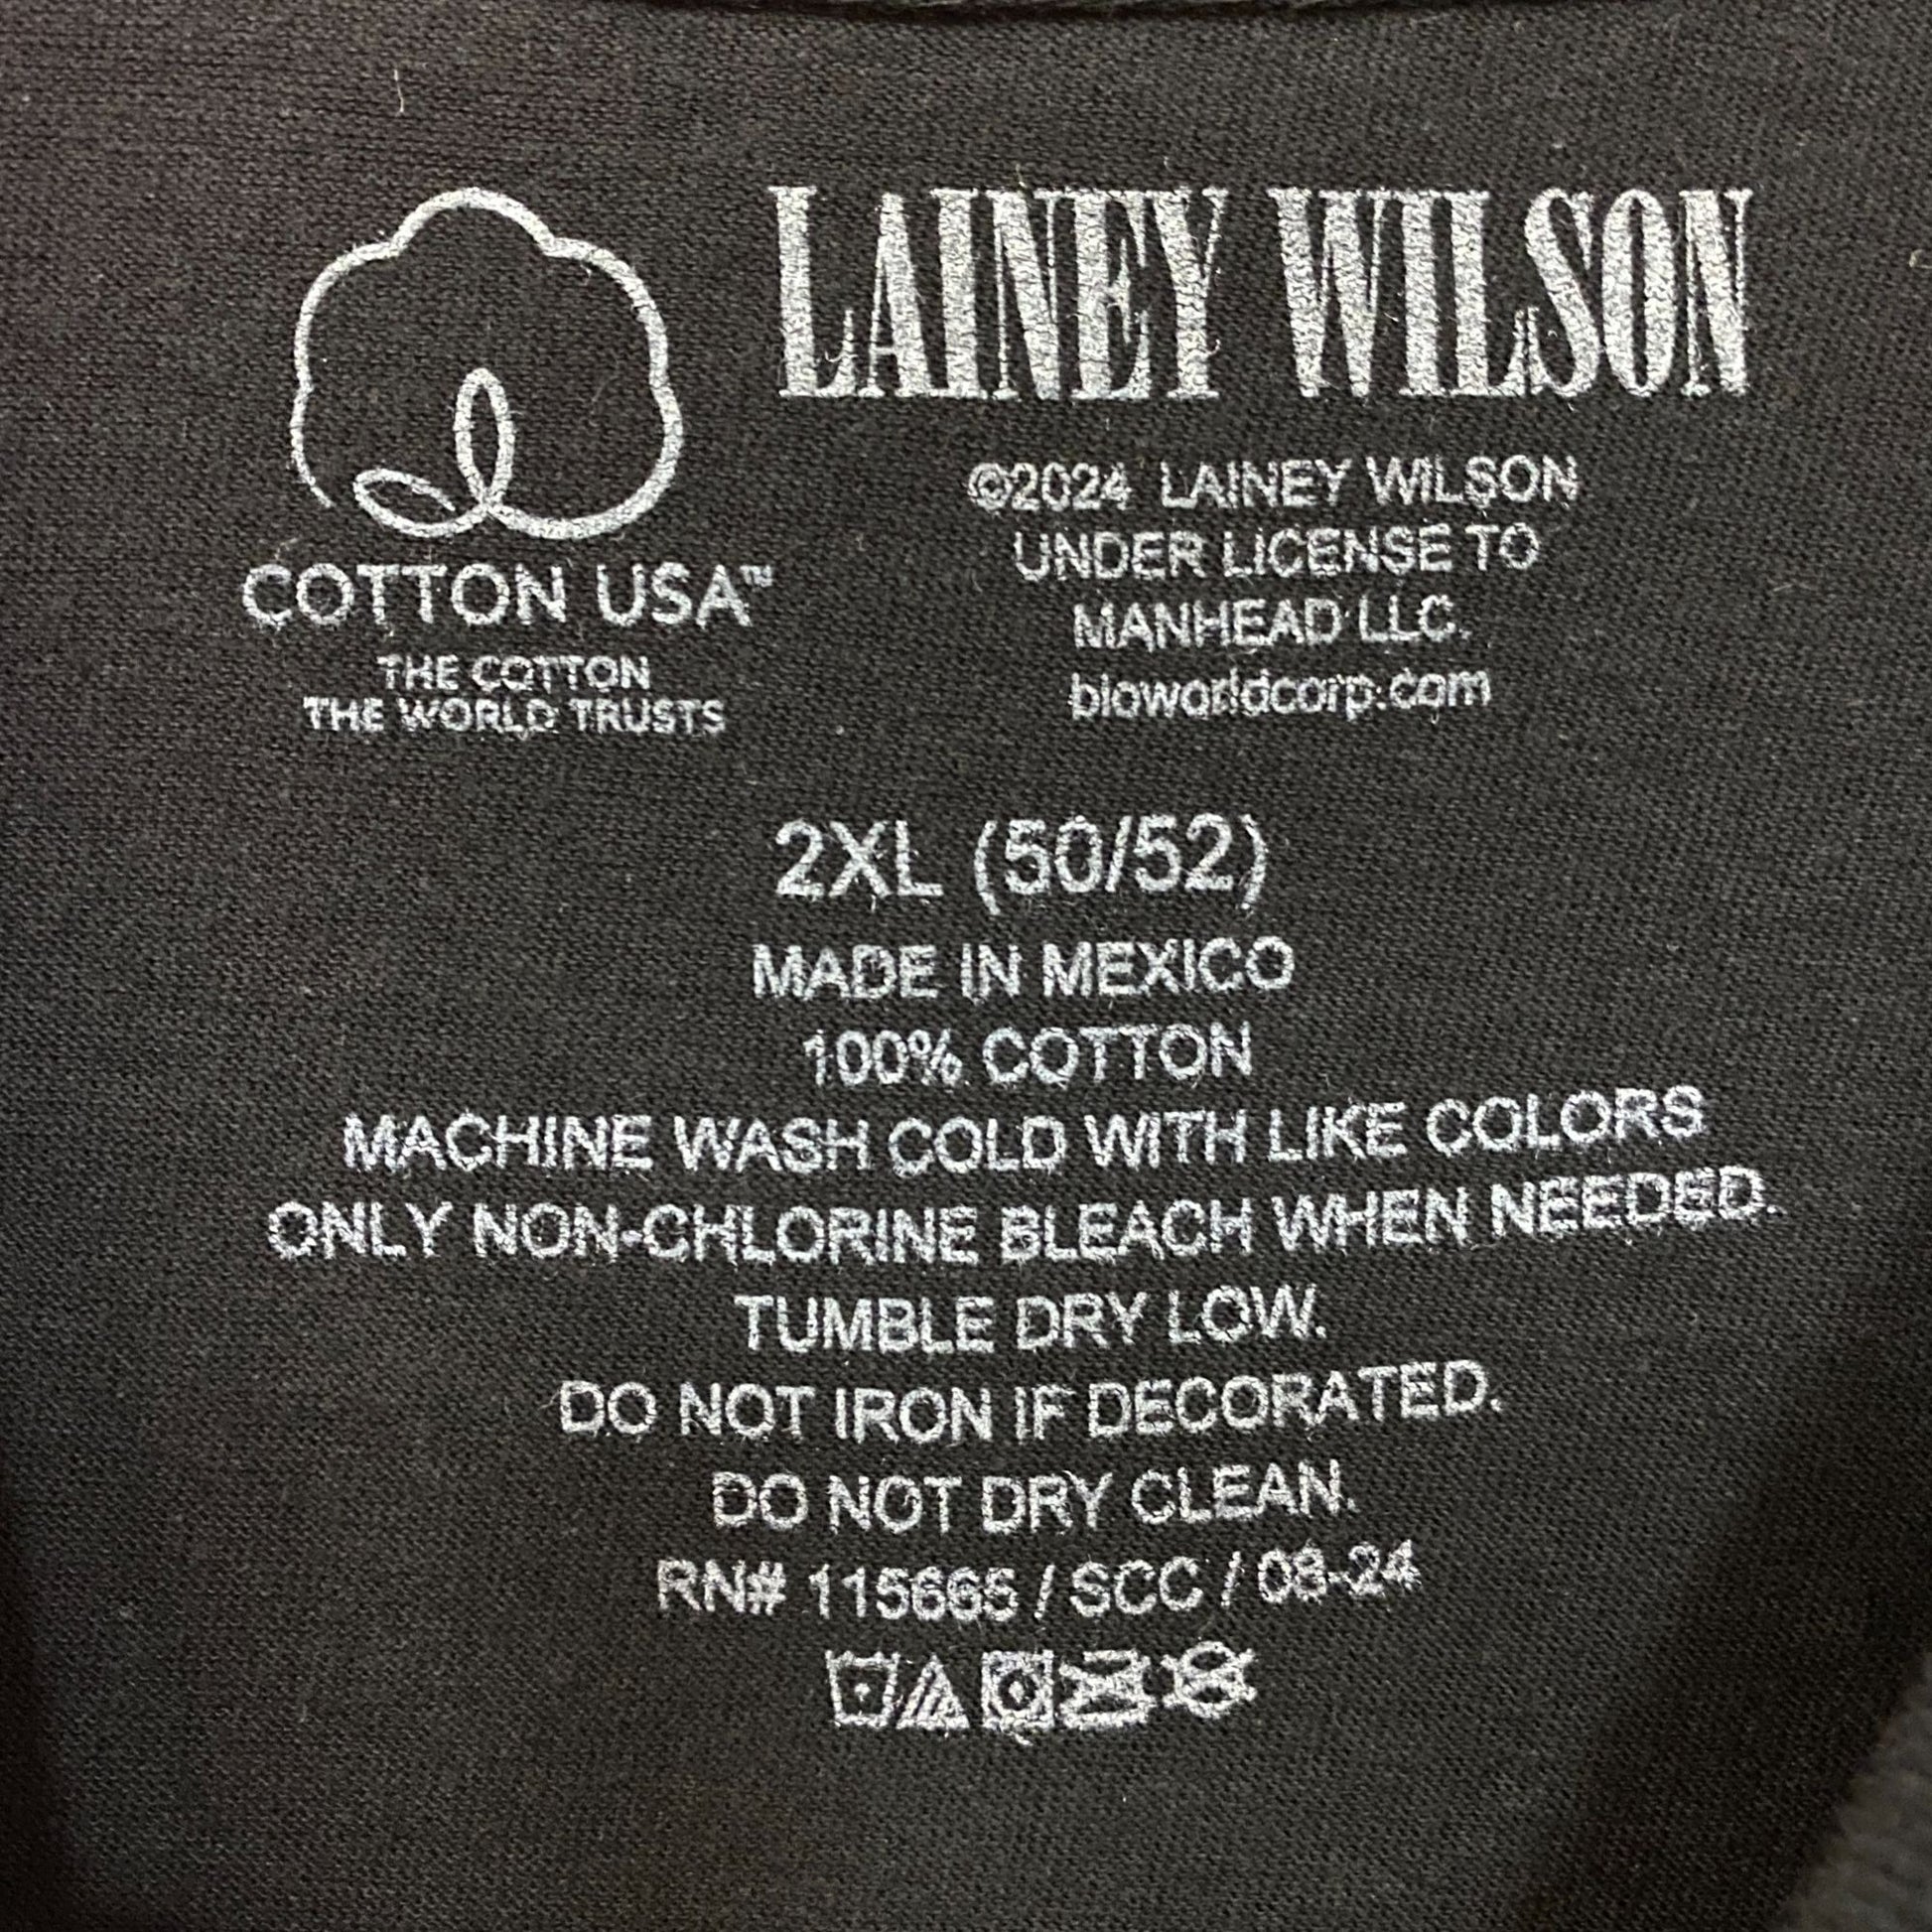 LAINEY WILSON
©2024 LAINEY WILSON
UNDER LICENSE TO
MANHEAD LLC.
bioworldcorp.com
COTTON USA™
THE COTTON
THE WORLD TRUSTS
2XL (50/52)
MADE IN MEXICO
100% COTTON
MACHINE WASH COLD WITH LIKE COLORS
ONLY NON-CHLORINE BLEACH WHEN NEEDED.
TUMBLE DRY LOW.
DO NOT IRON IF DECORATED.
DO NOT DRY CLEAN.
RN# 115665 / SCC / 08-24